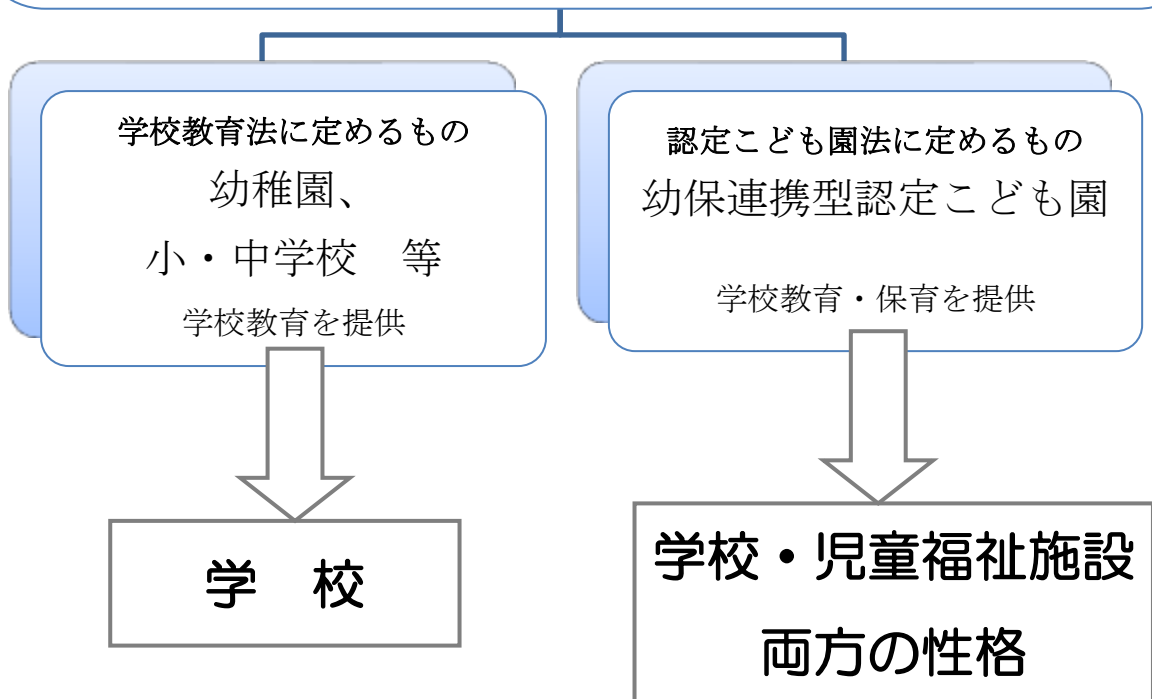 学校教育法に定めるもの
幼稚園、
小・中学校　等
学校教育を提供
認定こども園法に定めるもの
幼保連携型認定こども園
学校教育・保育を提供
学　校
学校・児童福祉施設
両方の性格